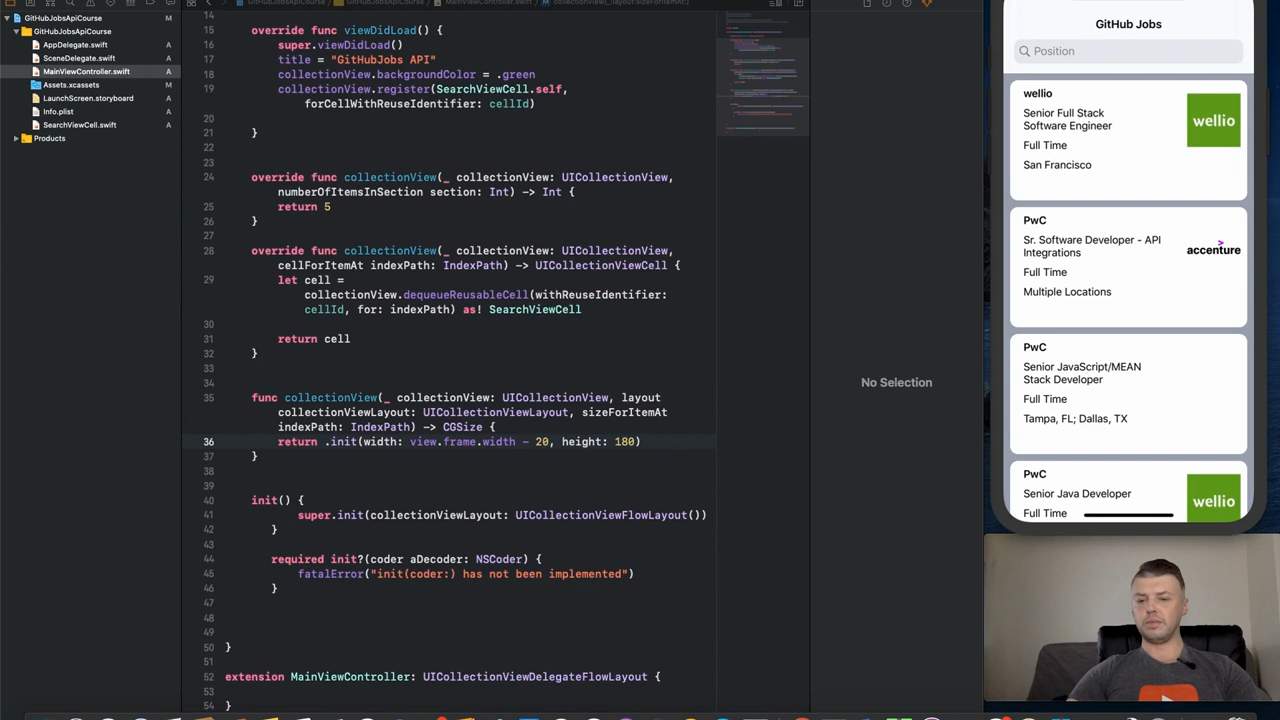 GitHubJobsApiCourse
GitHubJobsApiCourse
MainViewController.swift
collectionView(_:layout:sizeForItemAt:)
GitHubJobsApiCourse M
GitHubJobsApiCourse
AppDelegate.swift A
SceneDelegate.swift A
MainViewController.swift A
Assets.xcassets A
LaunchScreen.storyboard A
Info.plist A
SearchViewCell.swift A
Products
14
15 override func viewDidLoad() {
16 super.viewDidLoad()
17 title = "GitHubJobs API"
18 collectionView.backgroundColor = .green
19 collectionView.register(SearchViewCell.self,
forCellWithReuseIdentifier: cellId)
20
21 }
22
23
24 override func collectionView(_ collectionView: UICollectionView,
numberOfItemsInSection section: Int) -> Int {
25 return 5
26 }
27
28 override func collectionView(_ collectionView: UICollectionView,
cellForItemAt indexPath: IndexPath) -> UICollectionViewCell {
29 let cell =
collectionView.dequeueReusableCell(withReuseIdentifier:
cellId, for: indexPath) as! SearchViewCell
30
31 return cell
32 }
33
34
35 func collectionView(_ collectionView: UICollectionView, layout
collectionViewLayout: UICollectionViewLayout, sizeForItemAt
indexPath: IndexPath) -> CGSize {
36 return .init(width: view.frame.width - 20, height: 180)
37 }
38
39
40 init() {
41 super.init(collectionViewLayout: UICollectionViewFlowLayout())
42 }
43
44 required init?(coder aDecoder: NSCoder) {
45 fatalError("init(coder:) has not been implemented")
46 }
47
48
49
50 }
51
52 extension MainViewController: UICollectionViewDelegateFlowLayout {
53
54 }
No Selection
GitHub Jobs
Position
wellio
Senior Full Stack
Software Engineer
Full Time
San Francisco
wellio
PwC
Sr. Software Developer - API
Integrations
Full Time
Multiple Locations
accenture
PwC
Senior JavaScript/MEAN
Stack Developer
Full Time
Tampa, FL; Dallas, TX
PwC
Senior Java Developer
Full Time
wellio